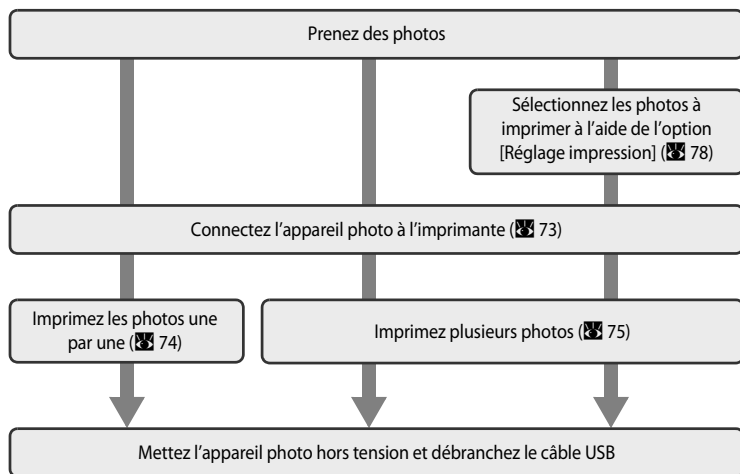 Prenez des photos
Sélectionnez les photos à
imprimer à l’aide de l’option
[Réglage impression] ( 78)
Connectez l’appareil photo à l’imprimante ( 73)
Imprimez les photos une
par une ( 74)
Imprimez plusieurs photos ( 75)
Mettez l’appareil photo hors tension et débranchez le câble USB